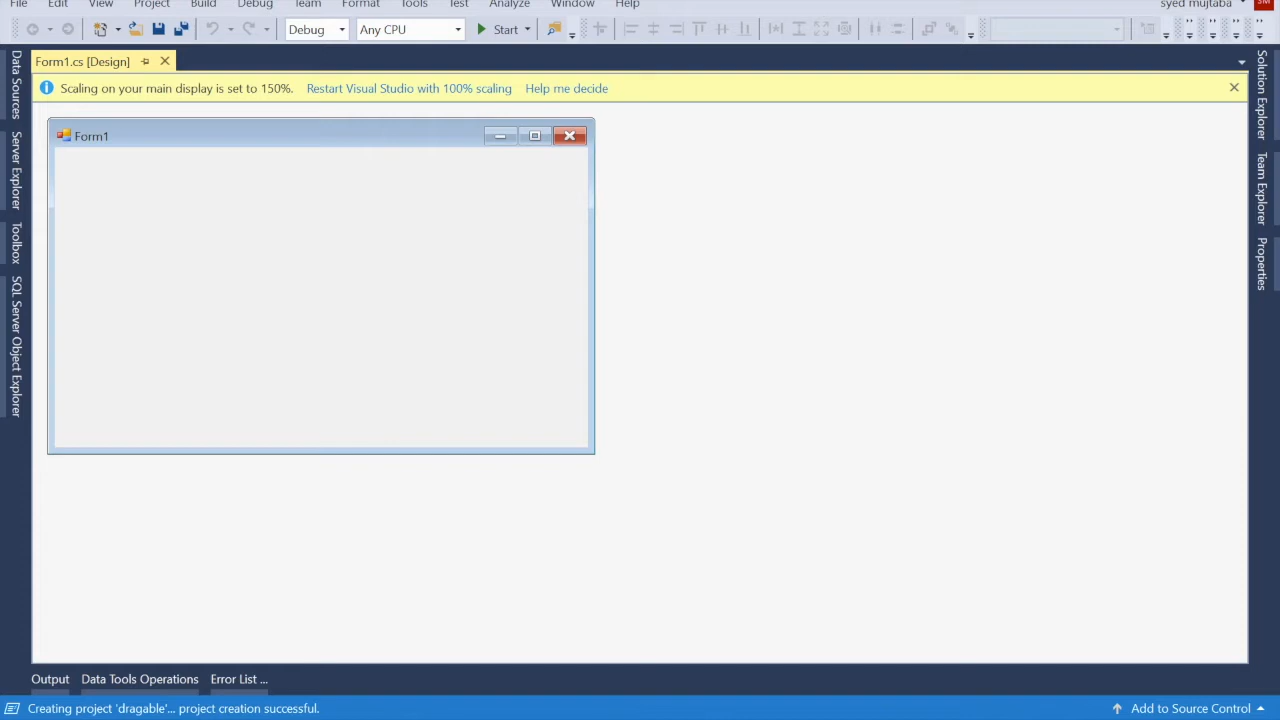 File Edit View Project Build Debug Team Format Tools Test Analyze Window Help syed mujtaba SM
Debug Any CPU Start
Form1.cs [Design]
Scaling on your main display is set to 150%. Restart Visual Studio with 100% scaling Help me decide
Form1
Data Sources
Server Explorer
Toolbox
SQL Server Object Explorer
Solution Explorer
Team Explorer
Properties
Output Data Tools Operations Error List ...
Creating project 'dragable'... project creation successful. Add to Source Control